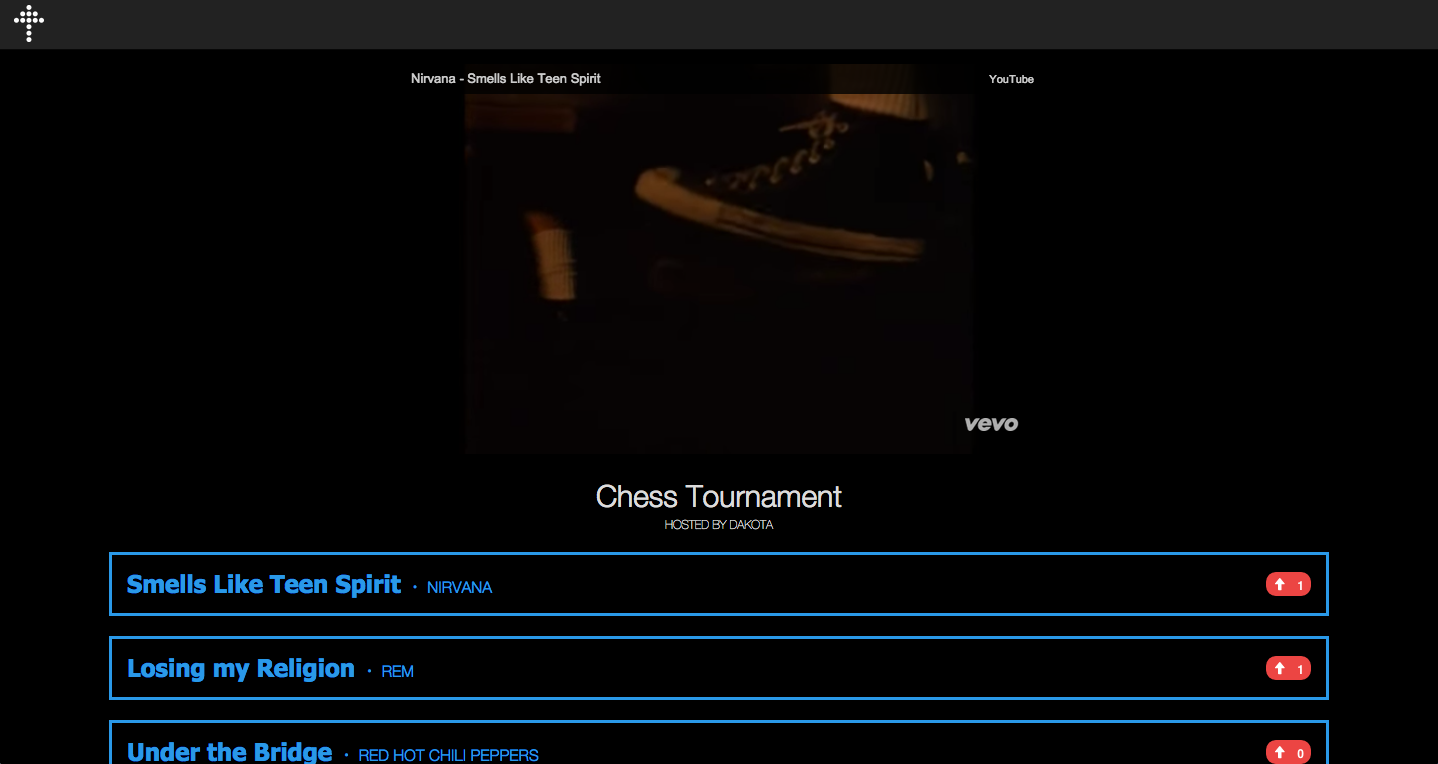 Nirvana - Smells Like Teen Spirit YouTube
vevo
Chess Tournament
HOSTED BY DAKOTA
Smells Like Teen Spirit · NIRVANA 1
Losing my Religion · REM 1
Under the Bridge · RED HOT CHILI PEPPERS 0